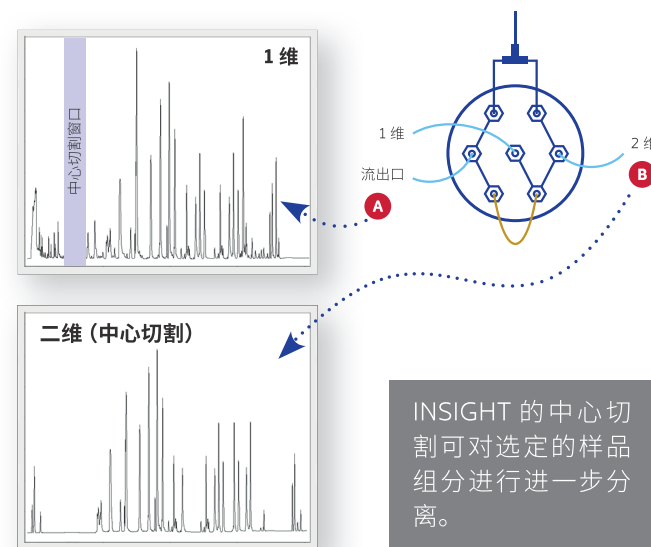 1 维
中心切割窗口
1 维
2 维
流出口
A
B
二维（中心切割）
INSIGHT 的中心切
割可对选定的样品
组分进行进一步分
离。